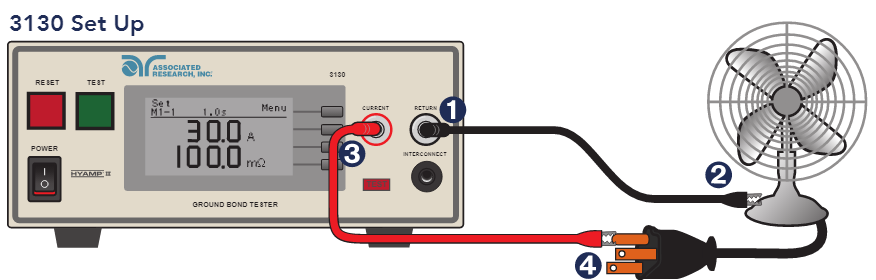 3130 Set Up
ASSOCIATED
RESEARCH, INC.
3130
RESET
TEST
CURRENT
RETURN
1
Set
M1-1 1.0s Menu
30.0 A
100.0 mΩ
3
POWER
INTERCONNECT
HYAMP III
2
GROUND BOND TESTER
4